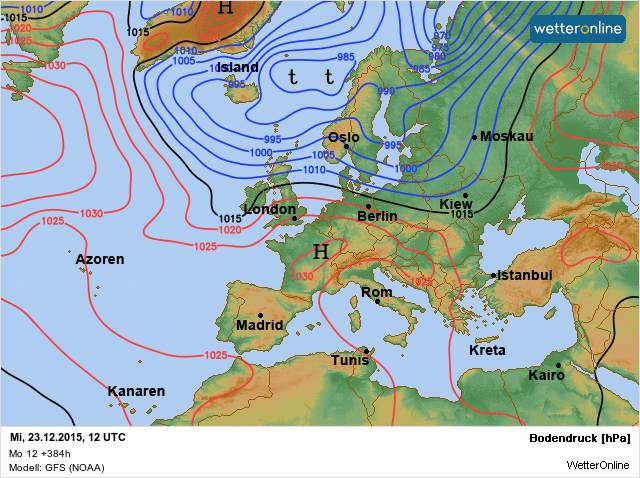 1010
1010
H
1015
1015
1020
1025
1030
1010
1005
1010
Island
995
985
t t
970
975
980
985
990
wetteronline
1030
Oslo
Moskau
995
995
1000
1005
1010
1000
1015
London
1020
1025
Berlin
Kiew
1015
1025
1030
Azoren
H
1030
1025
Istanbul
Rom
Madrid
1025
Tunis
Kreta
Kairo
Kanaren
Mi, 23.12.2015, 12 UTC
Bodendruck [hPa]
Mo 12 +384h
Modell: GFS (NOAA)
WetterOnline